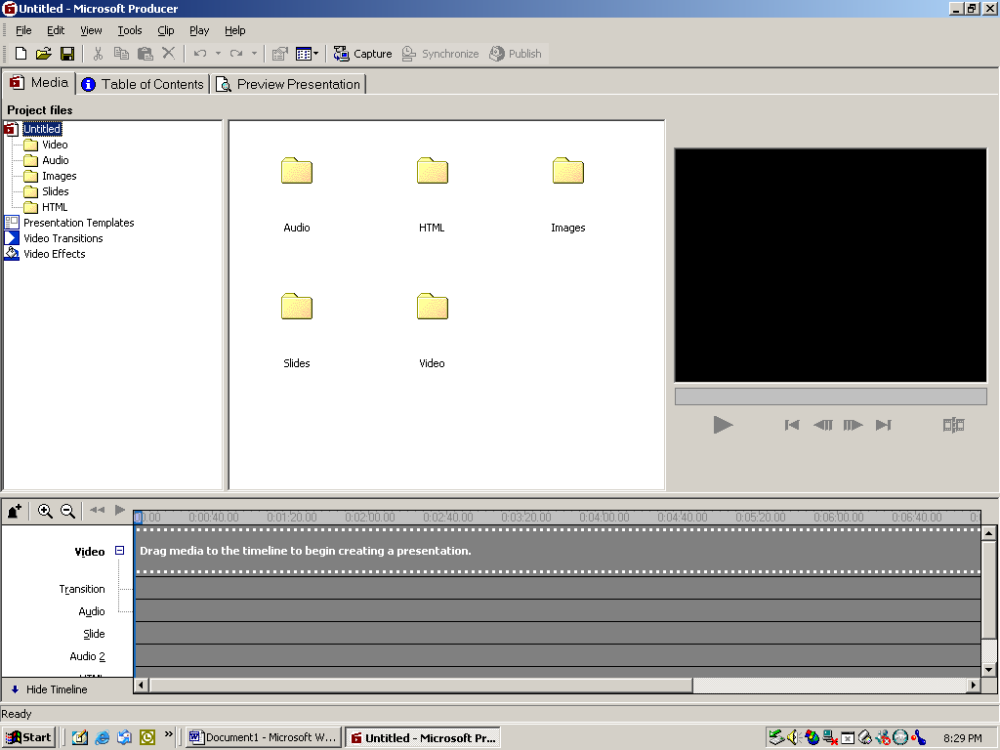 Untitled - Microsoft Producer
File Edit View Tools Clip Play Help
Capture Synchronize Publish
Media Table of Contents Preview Presentation
Project files
Untitled
Video
Audio
Images
Slides
HTML
Presentation Templates
Video Transitions
Video Effects
Audio HTML Images
Slides Video
0:00 0:00:40.00 0:01:20.00 0:02:00.00 0:02:40.00 0:03:20.00 0:04:00.00 0:04:40.00 0:05:20.00 0:06:00.00 0:06:40.00
Video
Drag media to the timeline to begin creating a presentation.
Transition
Audio
Slide
Audio 2
Hide Timeline
Ready
Start Document1 - Microsoft W... Untitled - Microsoft Pr... 8:29 PM